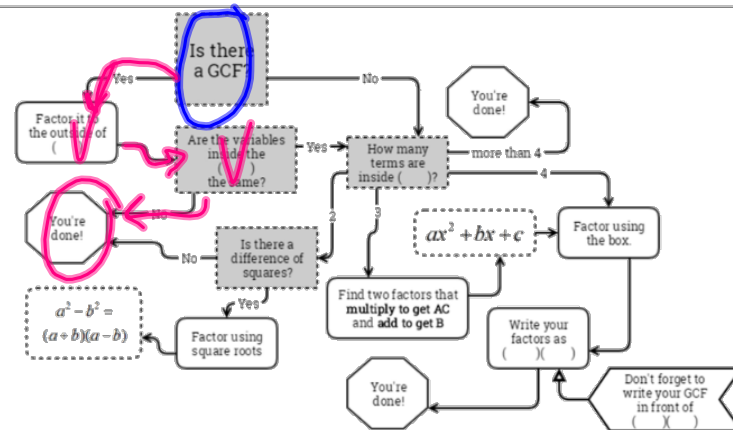 Is there
a GCF?
Yes
No
Factor it to
the outside of
(      )
Are the variables
inside the
(      )
the same?
Yes
How many
terms are
inside (      )?
more than 4
You're
done!
4
3
2
No
You're
done!
Is there a
difference of
squares?
No
Yes
Factor using
square roots
a² – b² =
(a + b)(a – b)
Find two factors that
multiply to get AC
and add to get B
ax² + bx + c
Factor using
the box.
Write your
factors as
(      )(      )
Don't forget to
write your GCF
in front of
(      )(      )
You're
done!